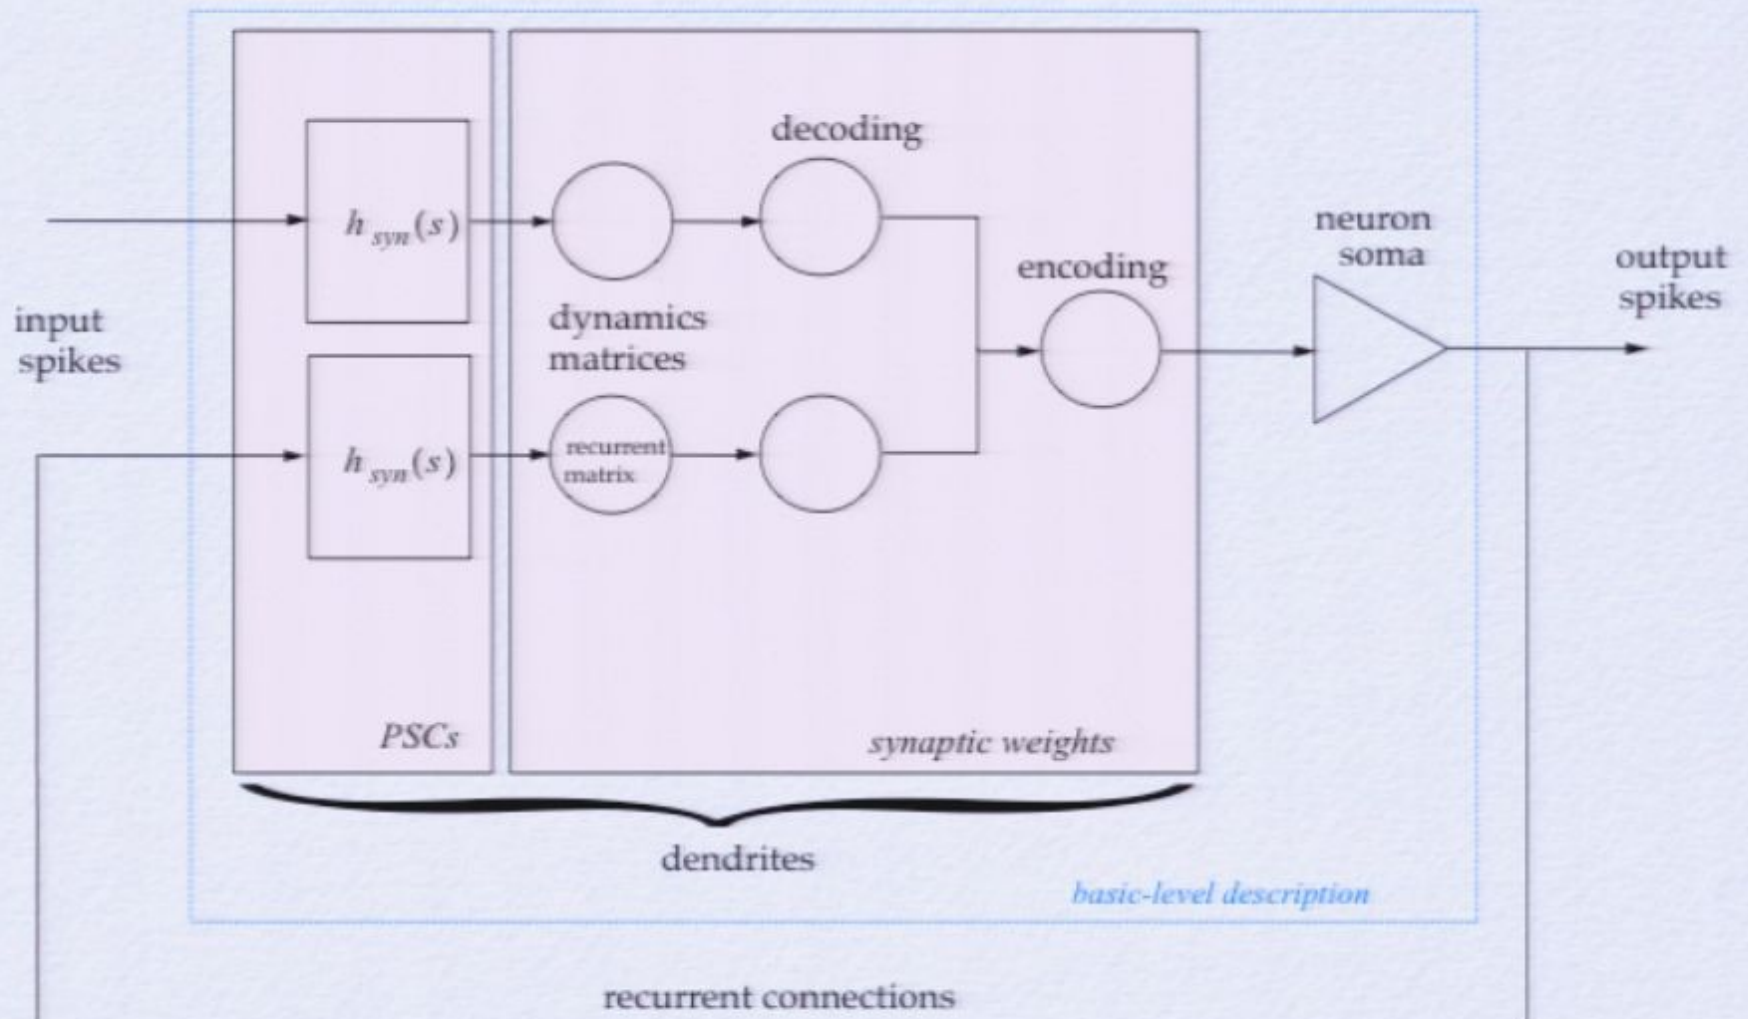 decoding
h syn (s)
neuron
soma
output
spikes
encoding
input
spikes
dynamics
matrices
h syn (s)
recurrent
matrix
PSCs
synaptic weights
dendrites
basic-level description
recurrent connections